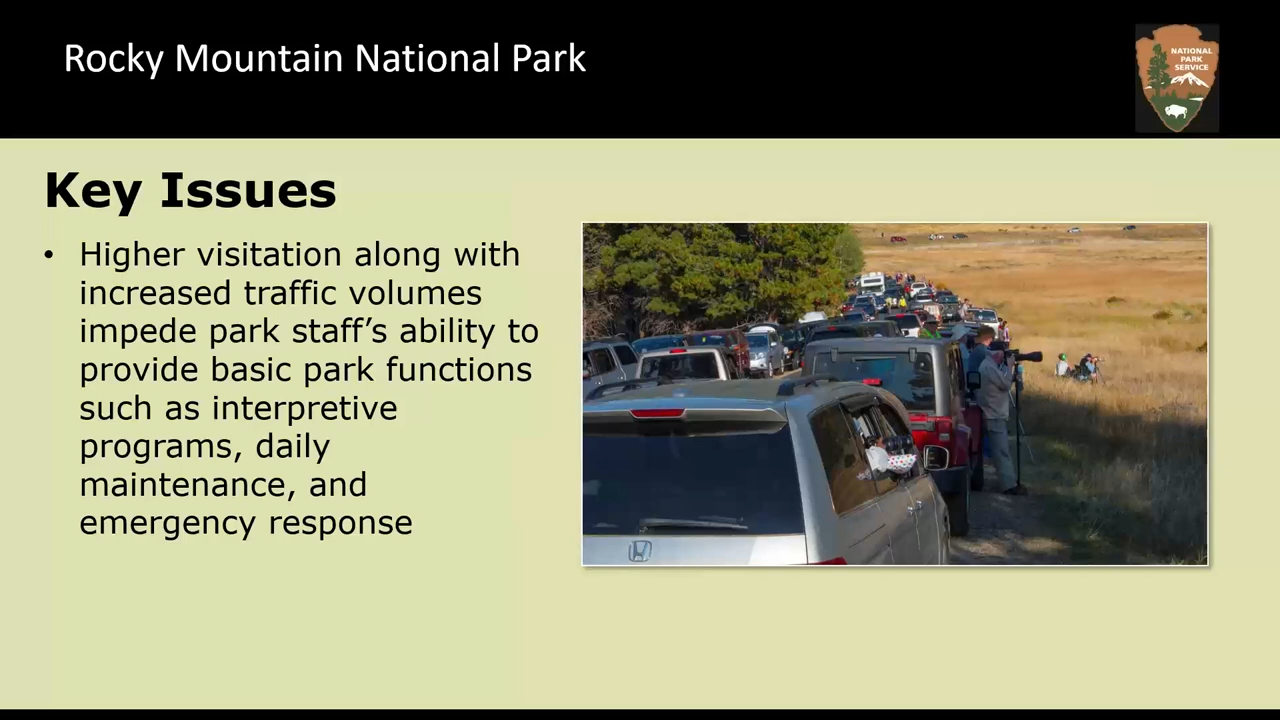 Rocky Mountain National Park
NATIONAL
PARK
SERVICE
Key Issues
• Higher visitation along with
increased traffic volumes
impede park staff’s ability to
provide basic park functions
such as interpretive
programs, daily
maintenance, and
emergency response